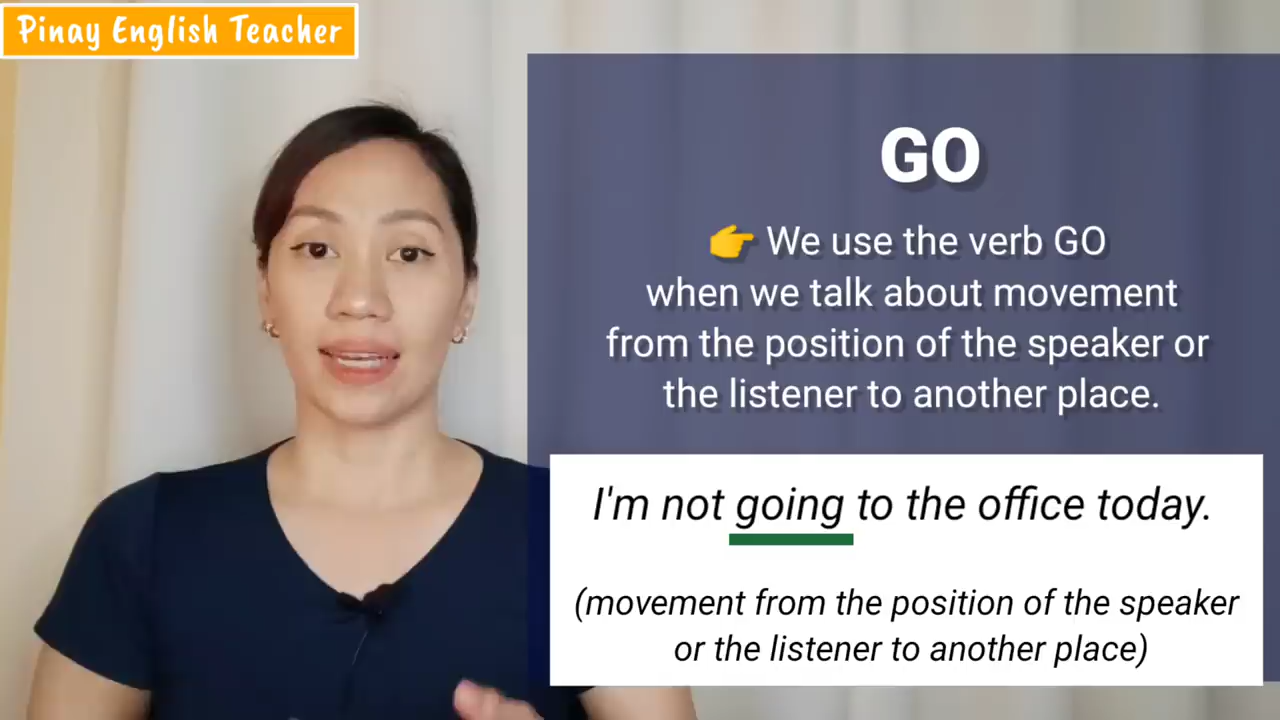 Pinay English Teacher
GO
👉 We use the verb GO
when we talk about movement
from the position of the speaker or
the listener to another place.
I'm not going to the office today.
(movement from the position of the speaker
or the listener to another place)